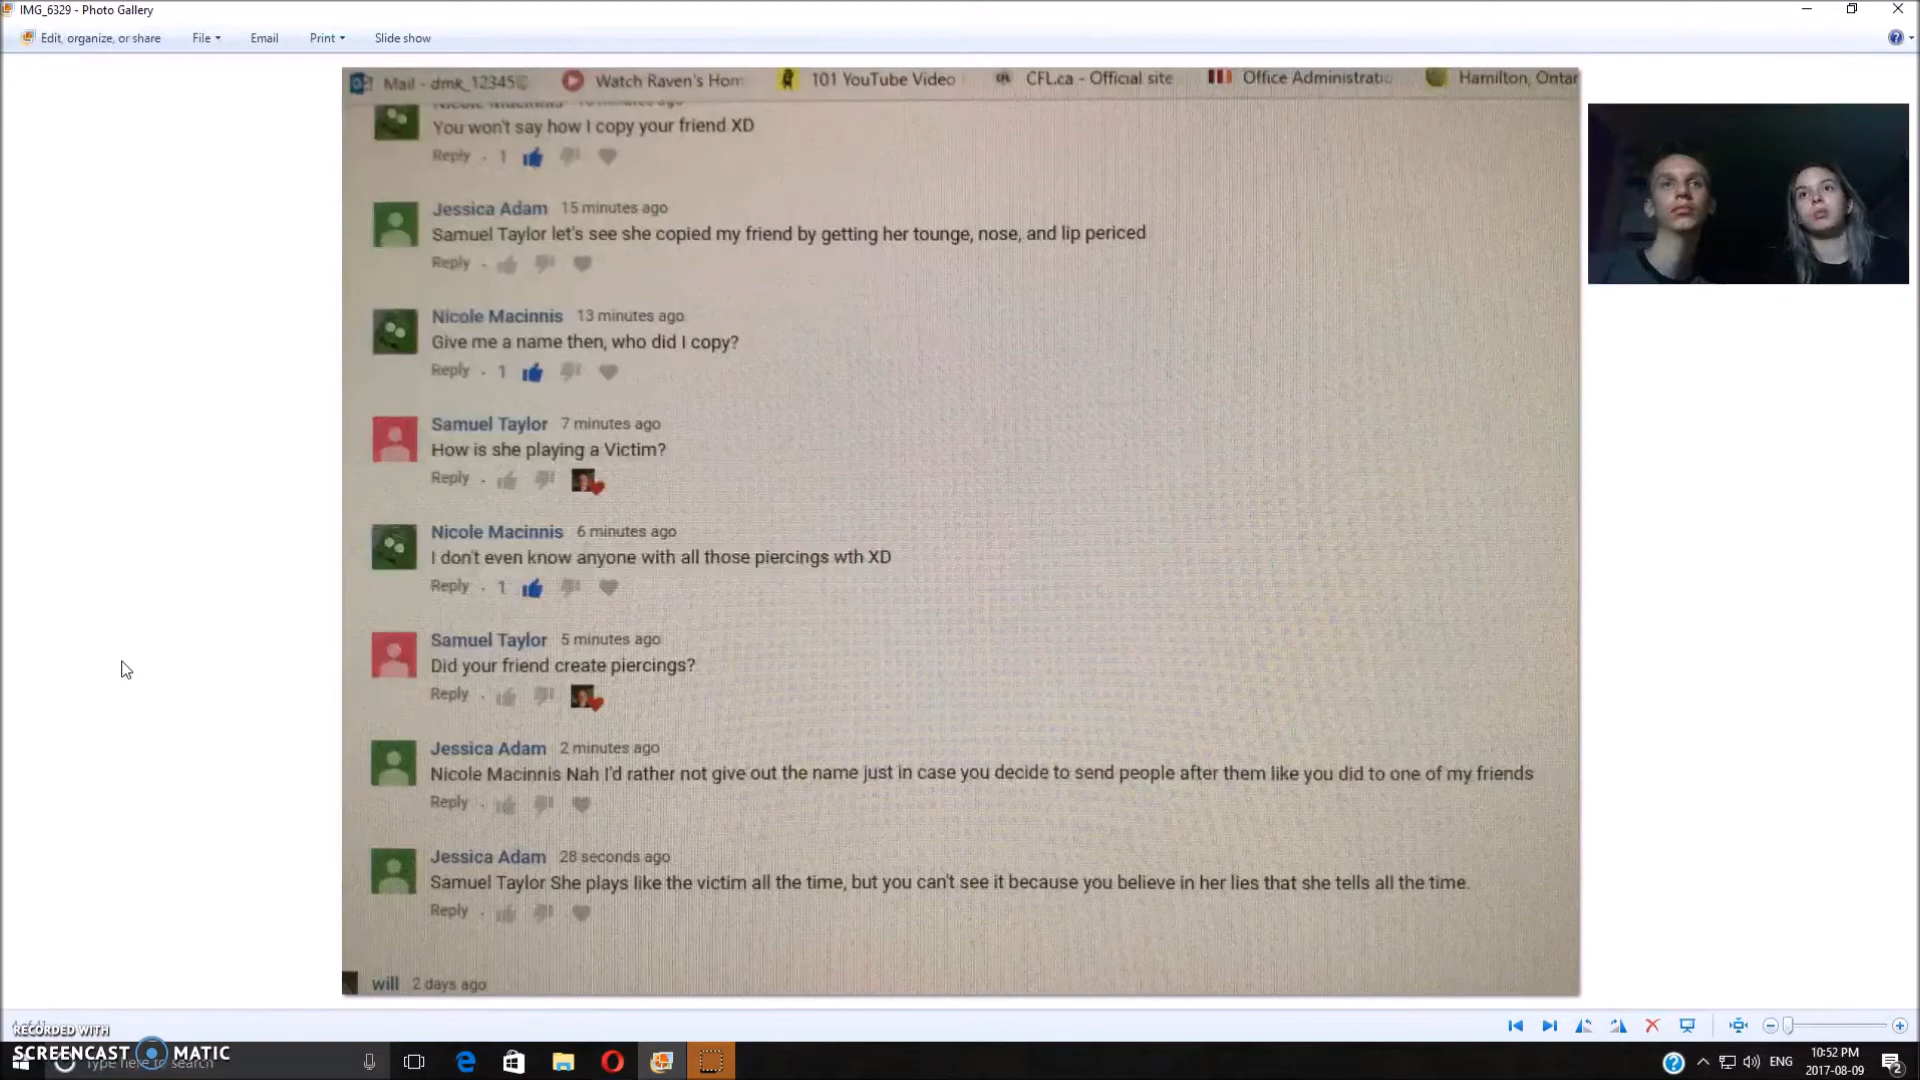 IMG_6329 - Photo Gallery
Edit, organize, or share File Email Print Slide show
Mail - dmk_12345 Watch Raven's Hom 101 YouTube Video CFL.ca - Official site Office Administratic Hamilton, Ontar
Nicole Macinnis
You won't say how I copy your friend XD
Reply . 1
Jessica Adam 15 minutes ago
Samuel Taylor let's see she copied my friend by getting her tounge, nose, and lip periced
Reply .
Nicole Macinnis 13 minutes ago
Give me a name then, who did I copy?
Reply . 1
Samuel Taylor 7 minutes ago
How is she playing a Victim?
Reply .
Nicole Macinnis 6 minutes ago
I don't even know anyone with all those piercings wth XD
Reply . 1
Samuel Taylor 5 minutes ago
Did your friend create piercings?
Reply .
Jessica Adam 2 minutes ago
Nicole Macinnis Nah I'd rather not give out the name just in case you decide to send people after them like you did to one of my friends
Reply .
Jessica Adam 28 seconds ago
Samuel Taylor She plays like the victim all the time, but you can't see it because you believe in her lies that she tells all the time.
Reply .
will 2 days ago
RECORDED WITH
SCREENCAST MATIC
Type here to search
ENG
10:52 PM
2017-08-09
2